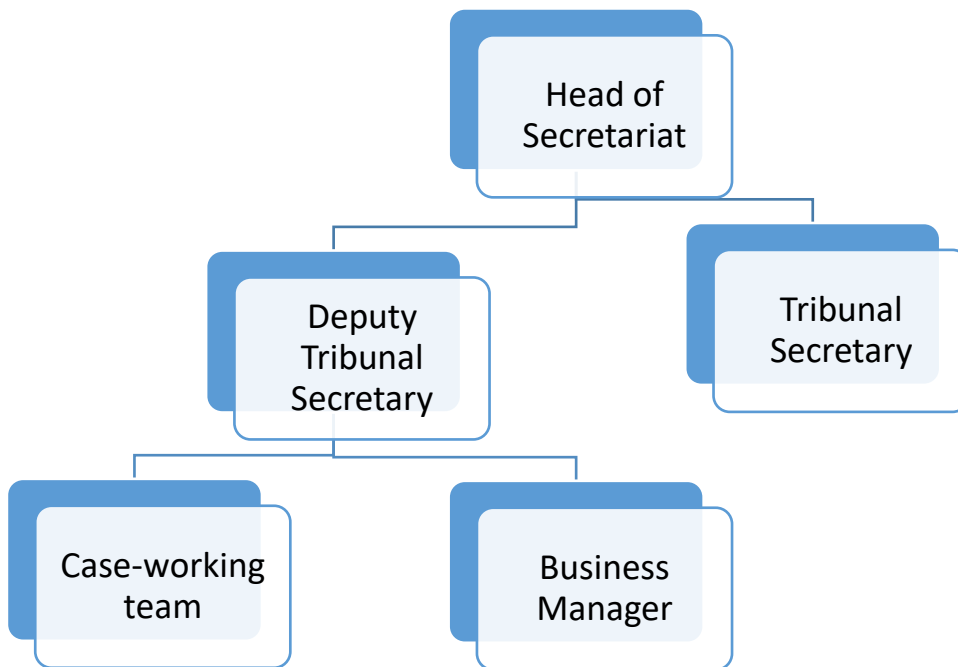 Head of
Secretariat
Deputy
Tribunal
Secretary
Tribunal
Secretary
Case-working
team
Business
Manager